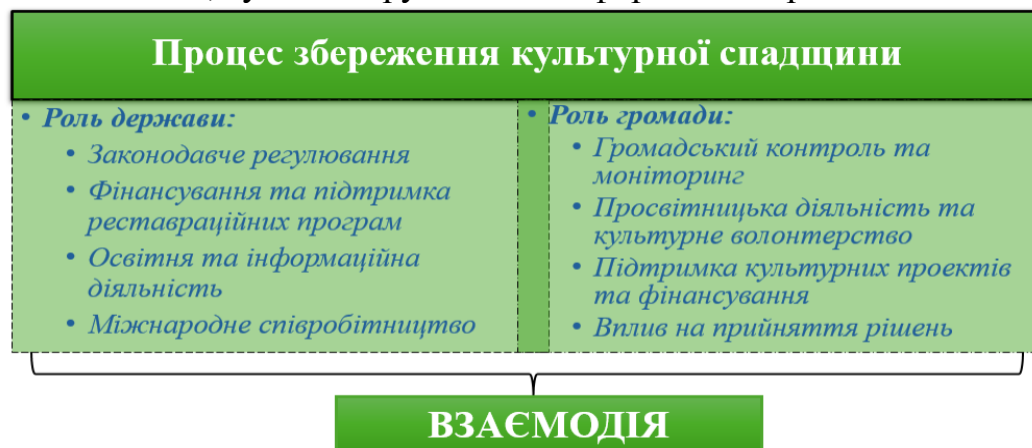 Процес збереження культурної спадщини
• Роль держави:
• Законодавче регулювання
• Фінансування та підтримка
реставраційних програм
• Освітня та інформаційна
діяльність
• Міжнародне співробітництво
• Роль громади:
• Громадський контроль та
моніторинг
• Просвітницька діяльність та
культурне волонтерство
• Підтримка культурних проектів
та фінансування
• Вплив на прийняття рішень
ВЗАЄМОДІЯ